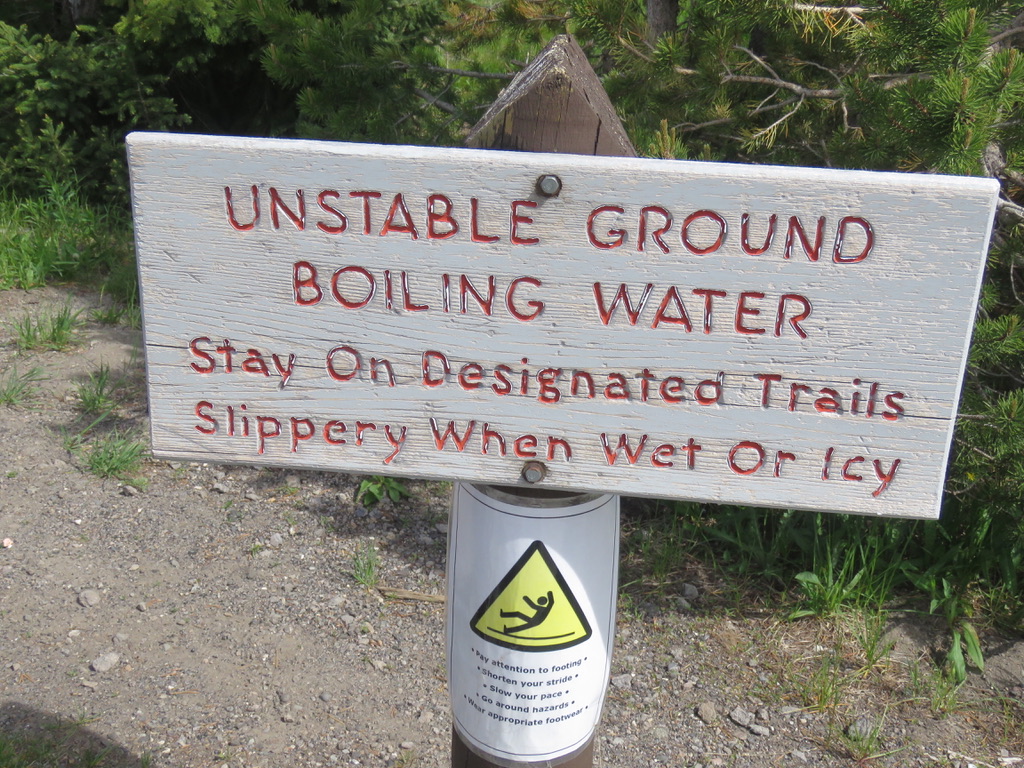 UNSTABLE GROUND
BOILING WATER
Stay On Designated Trails
Slippery When Wet Or Icy
• Pay attention to footing •
• Shorten your stride •
• Slow your pace •
• Go around hazards •
• Wear appropriate footwear •